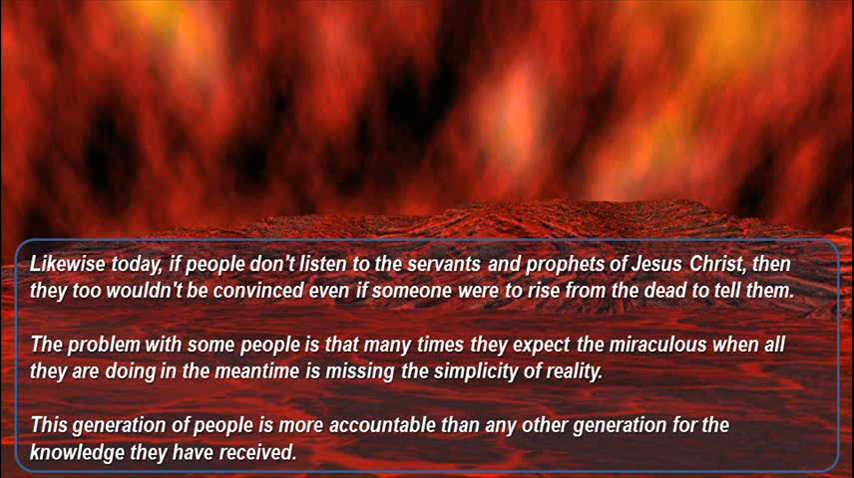 Likewise today, if people don't listen to the servants and prophets of Jesus Christ, then
they too wouldn't be convinced even if someone were to rise from the dead to tell them.
The problem with some people is that many times they expect the miraculous when all
they are doing in the meantime is missing the simplicity of reality.
This generation of people is more accountable than any other generation for the
knowledge they have received.